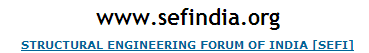 www.sefindia.org
STRUCTURAL ENGINEERING FORUM OF INDIA [SEFI]